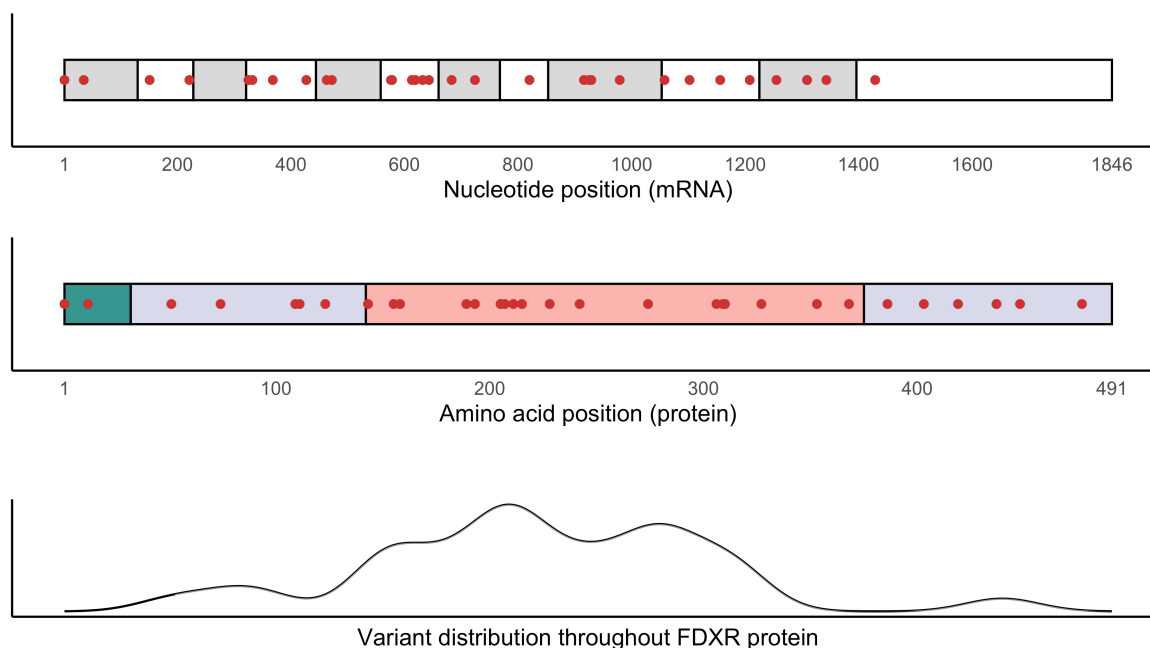 1 200 400 600 800 1000 1200 1400 1600 1846
Nucleotide position (mRNA)
1 100 200 300 400 491
Amino acid position (protein)
Variant distribution throughout FDXR protein